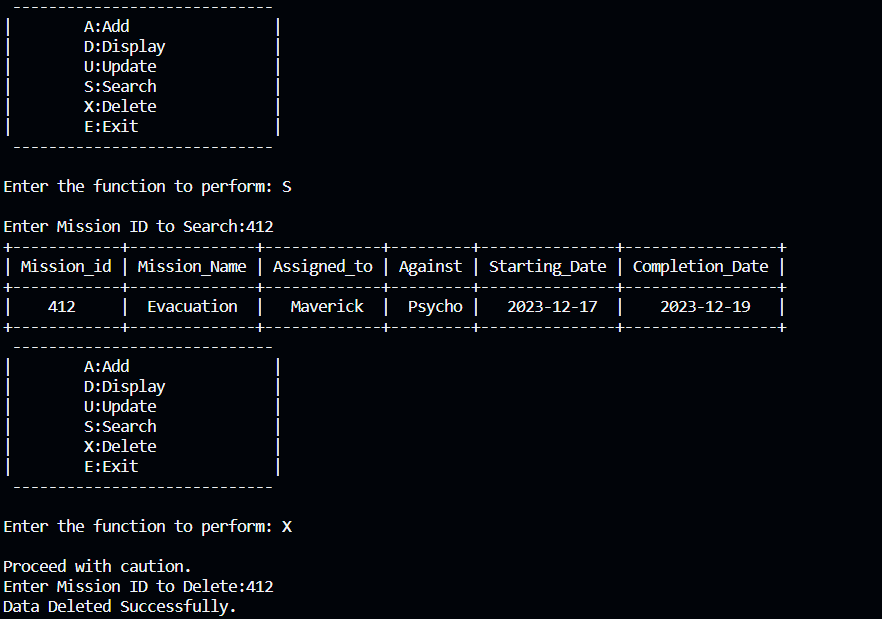 -----------------------------
|        A:Add                |
|        D:Display            |
|        U:Update             |
|        S:Search             |
|        X:Delete             |
|        E:Exit               |
 -----------------------------
Enter the function to perform: S
Enter Mission ID to Search:412
+------------+--------------+-------------+---------+---------------+-----------------+
| Mission_id | Mission_Name | Assigned_to | Against | Starting_Date | Completion_Date |
+------------+--------------+-------------+---------+---------------+-----------------+
|    412     |  Evacuation  |   Maverick  |  Psycho |   2023-12-17  |    2023-12-19   |
+------------+--------------+-------------+---------+---------------+-----------------+
 -----------------------------
|        A:Add                |
|        D:Display            |
|        U:Update             |
|        S:Search             |
|        X:Delete             |
|        E:Exit               |
 -----------------------------
Enter the function to perform: X
Proceed with caution.
Enter Mission ID to Delete:412
Data Deleted Successfully.